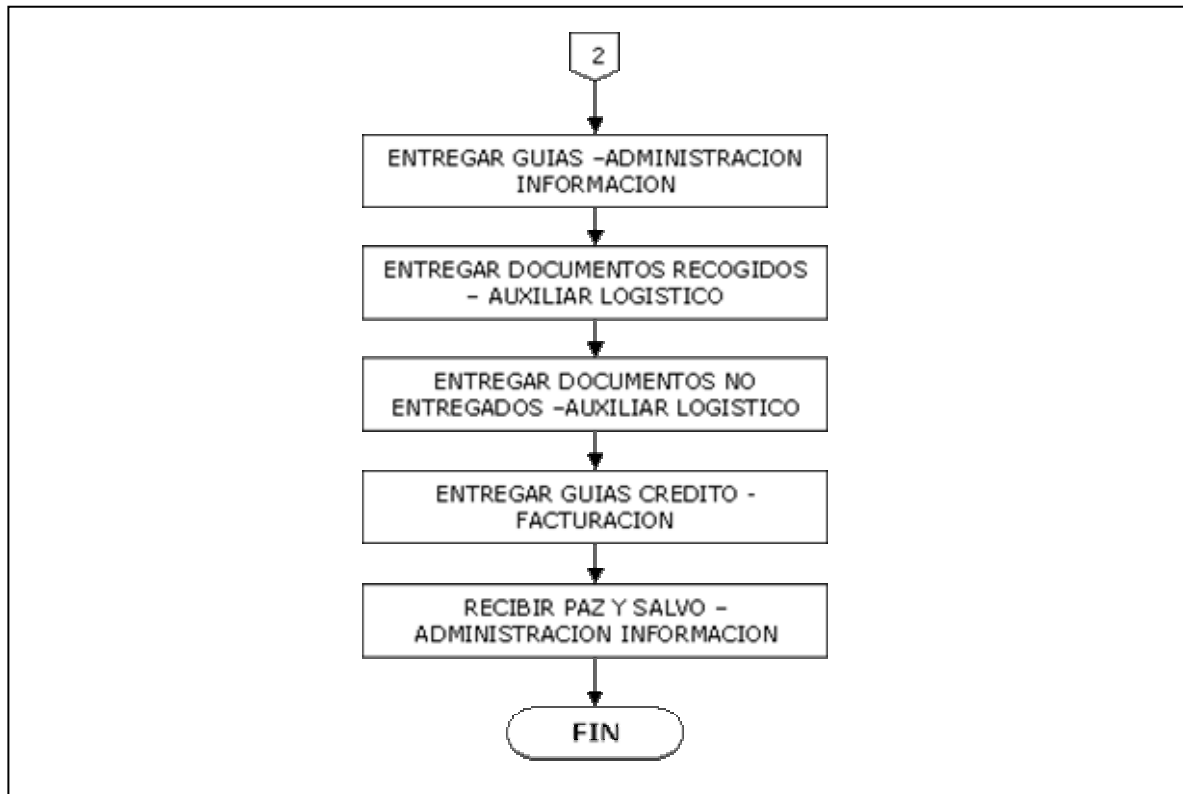 2
ENTREGAR GUIAS –ADMINISTRACION
INFORMACION
ENTREGAR DOCUMENTOS RECOGIDOS
– AUXILIAR LOGISTICO
ENTREGAR DOCUMENTOS NO
ENTREGADOS –AUXILIAR LOGISTICO
ENTREGAR GUIAS CREDITO -
FACTURACION
RECIBIR PAZ Y SALVO –
ADMINISTRACION INFORMACION
FIN